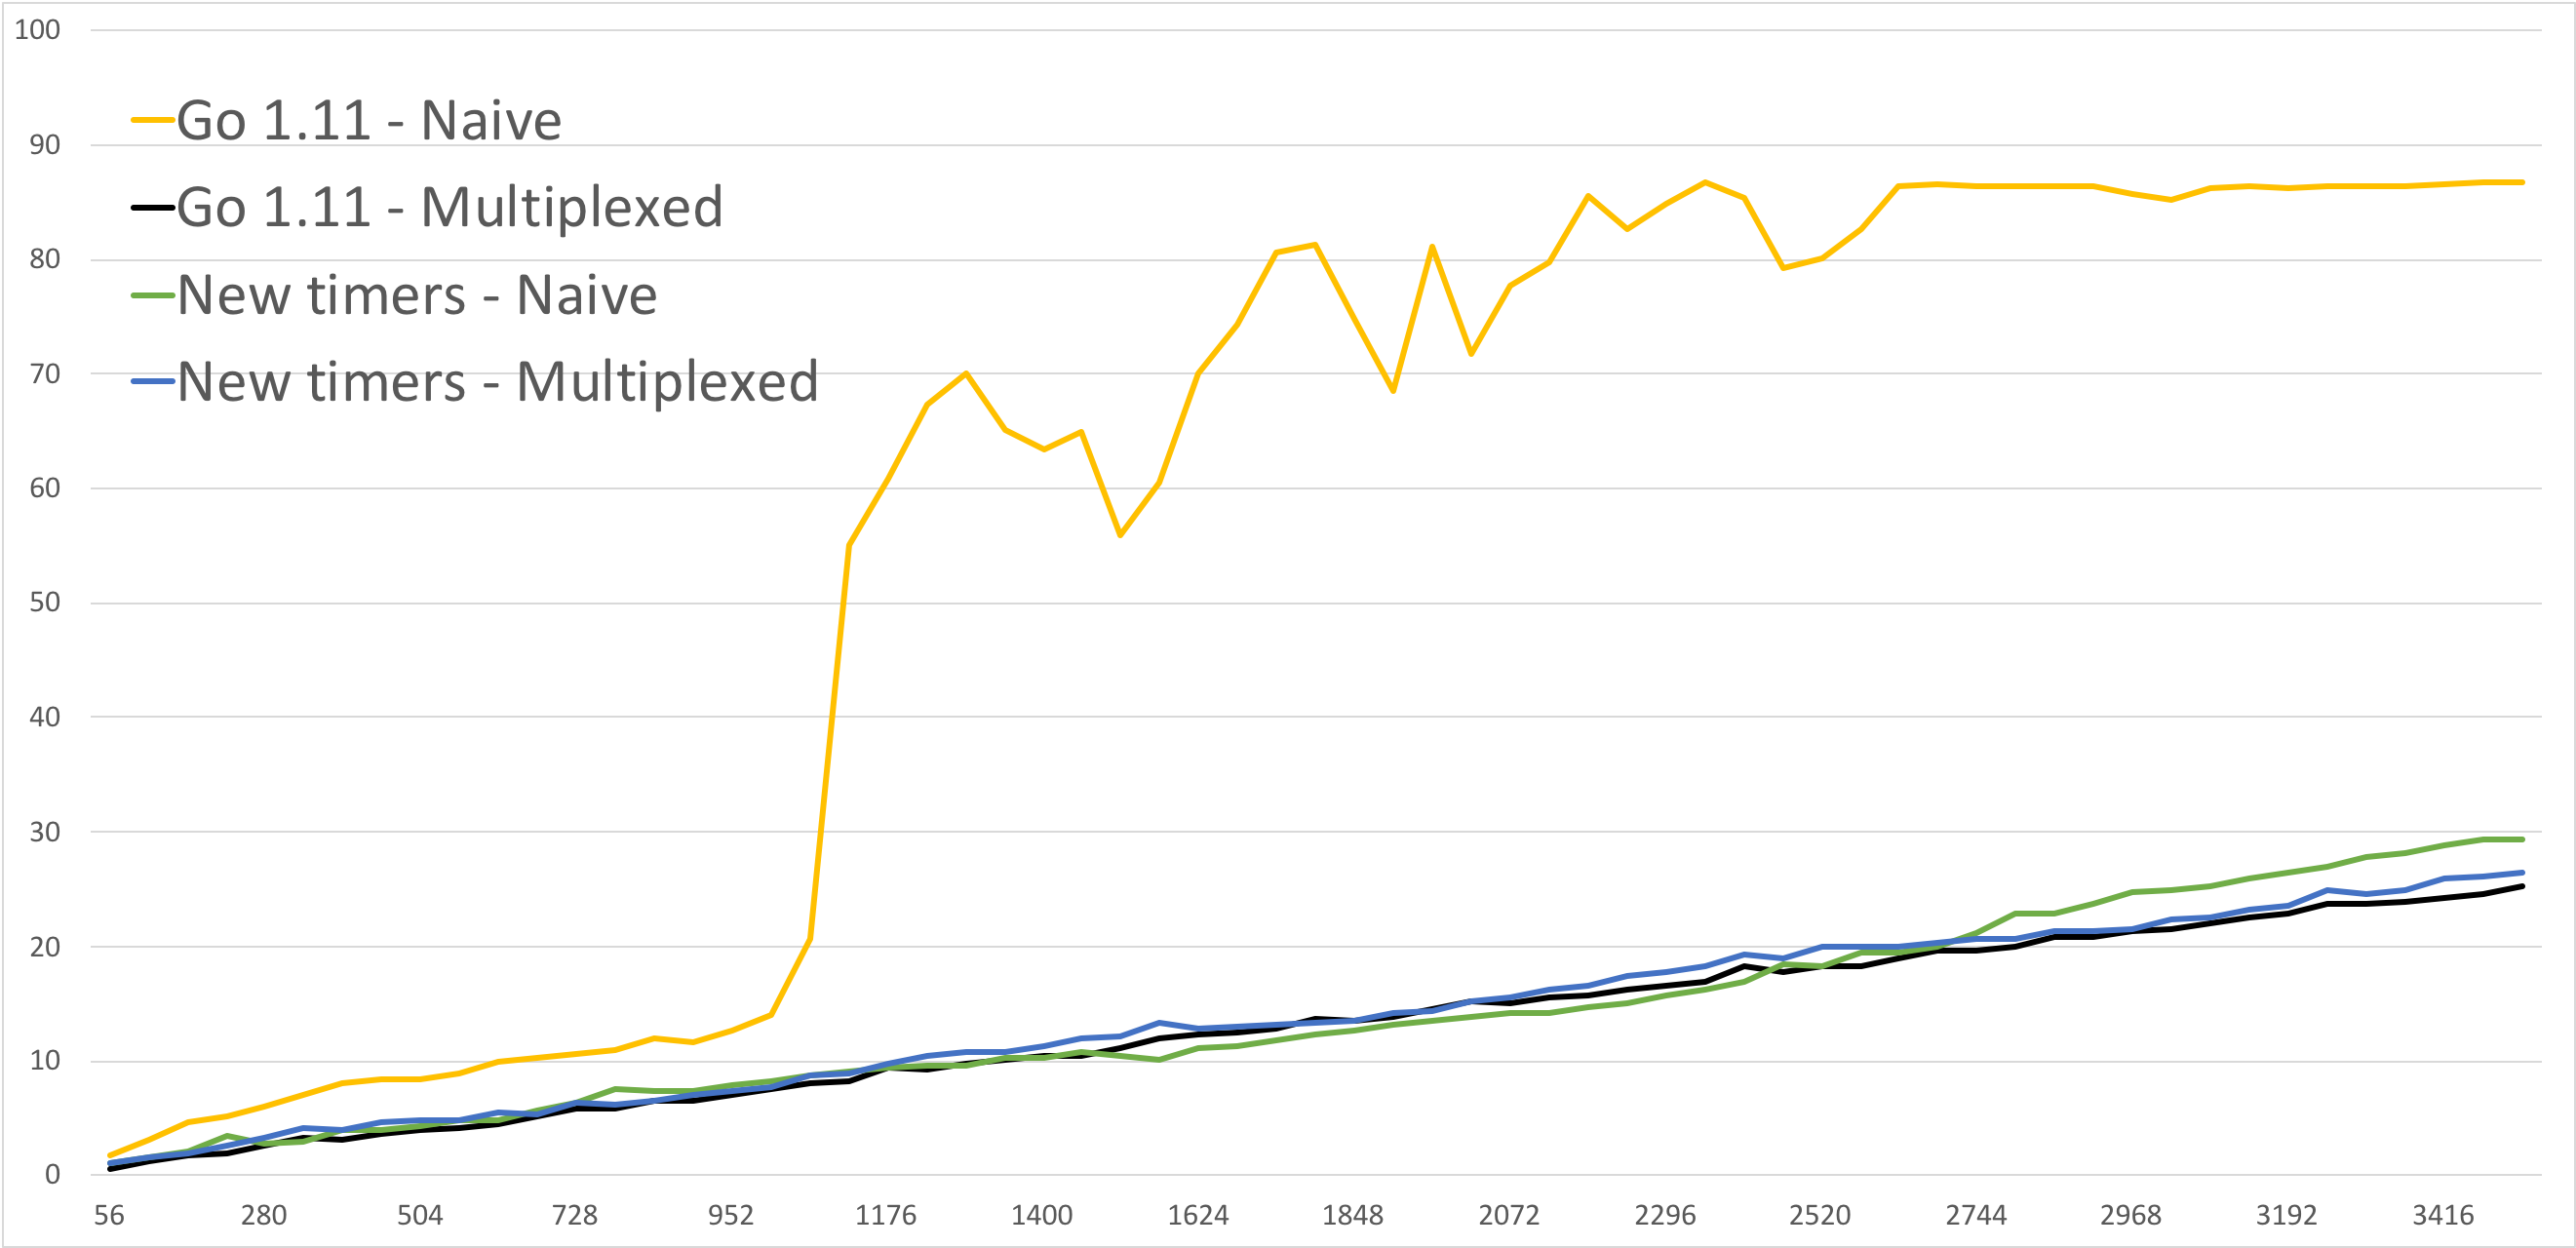 100
90
80
70
60
50
40
30
20
10
0
Go 1.11 - Naive
Go 1.11 - Multiplexed
New timers - Naive
New timers - Multiplexed
56 280 504 728 952 1176 1400 1624 1848 2072 2296 2520 2744 2968 3192 3416